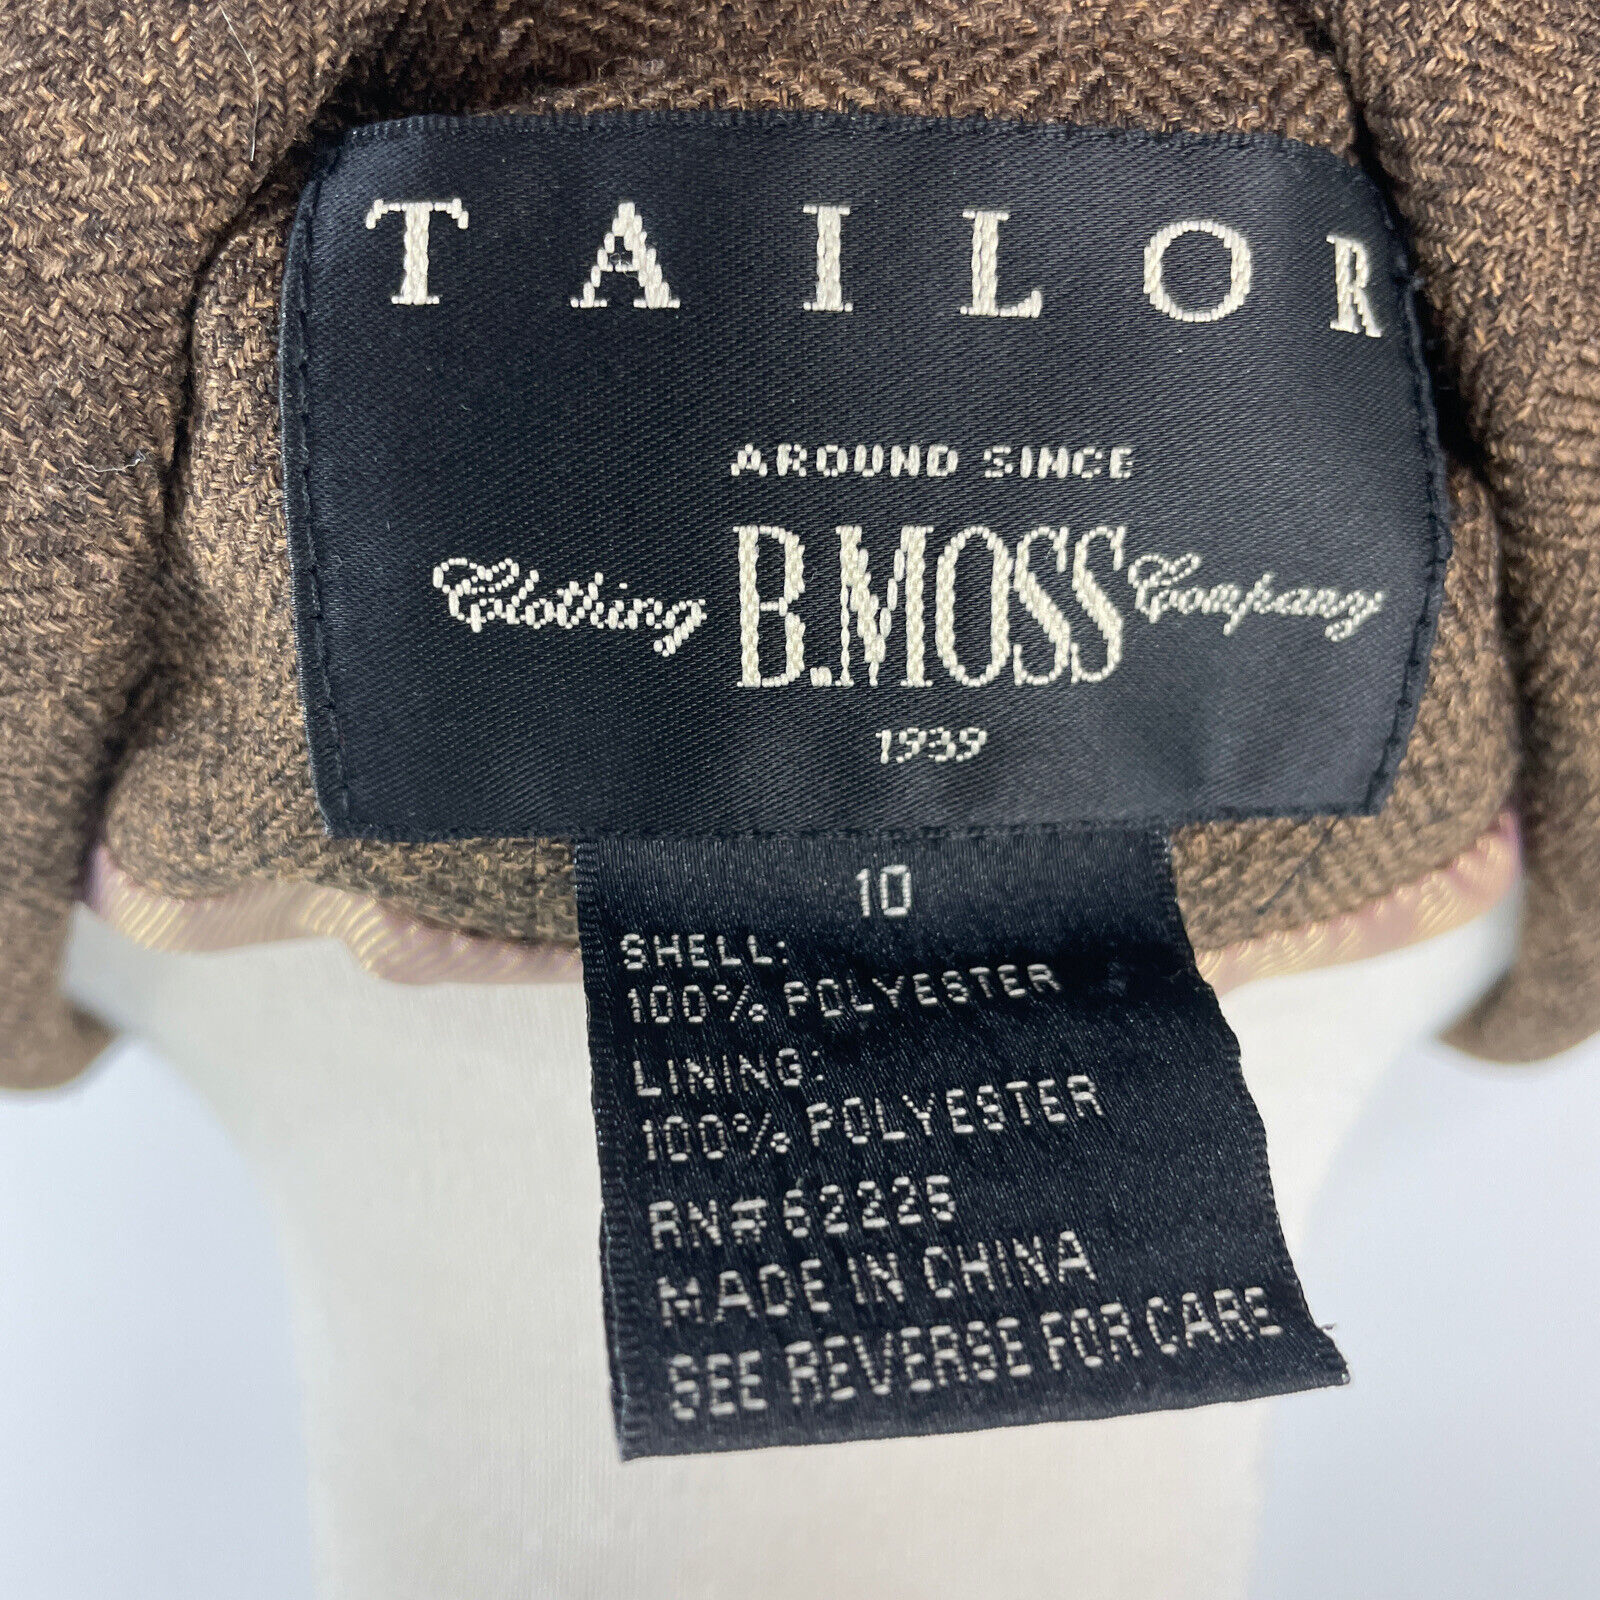 TAILOR
AROUND SINCE
Clothing B.MOSS Company
1939
10
SHELL:
100% POLYESTER
LINING:
100% POLYESTER
RN# 62225
MADE IN CHINA
SEE REVERSE FOR CARE